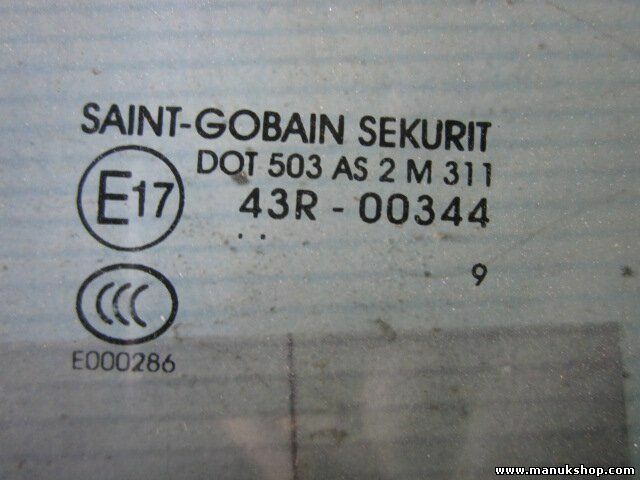 SAINT-GOBAIN SEKURIT
DOT 503 AS 2 M 311
E17
43R - 00344
. .
9
CCC
E000286
www.manukshop.com